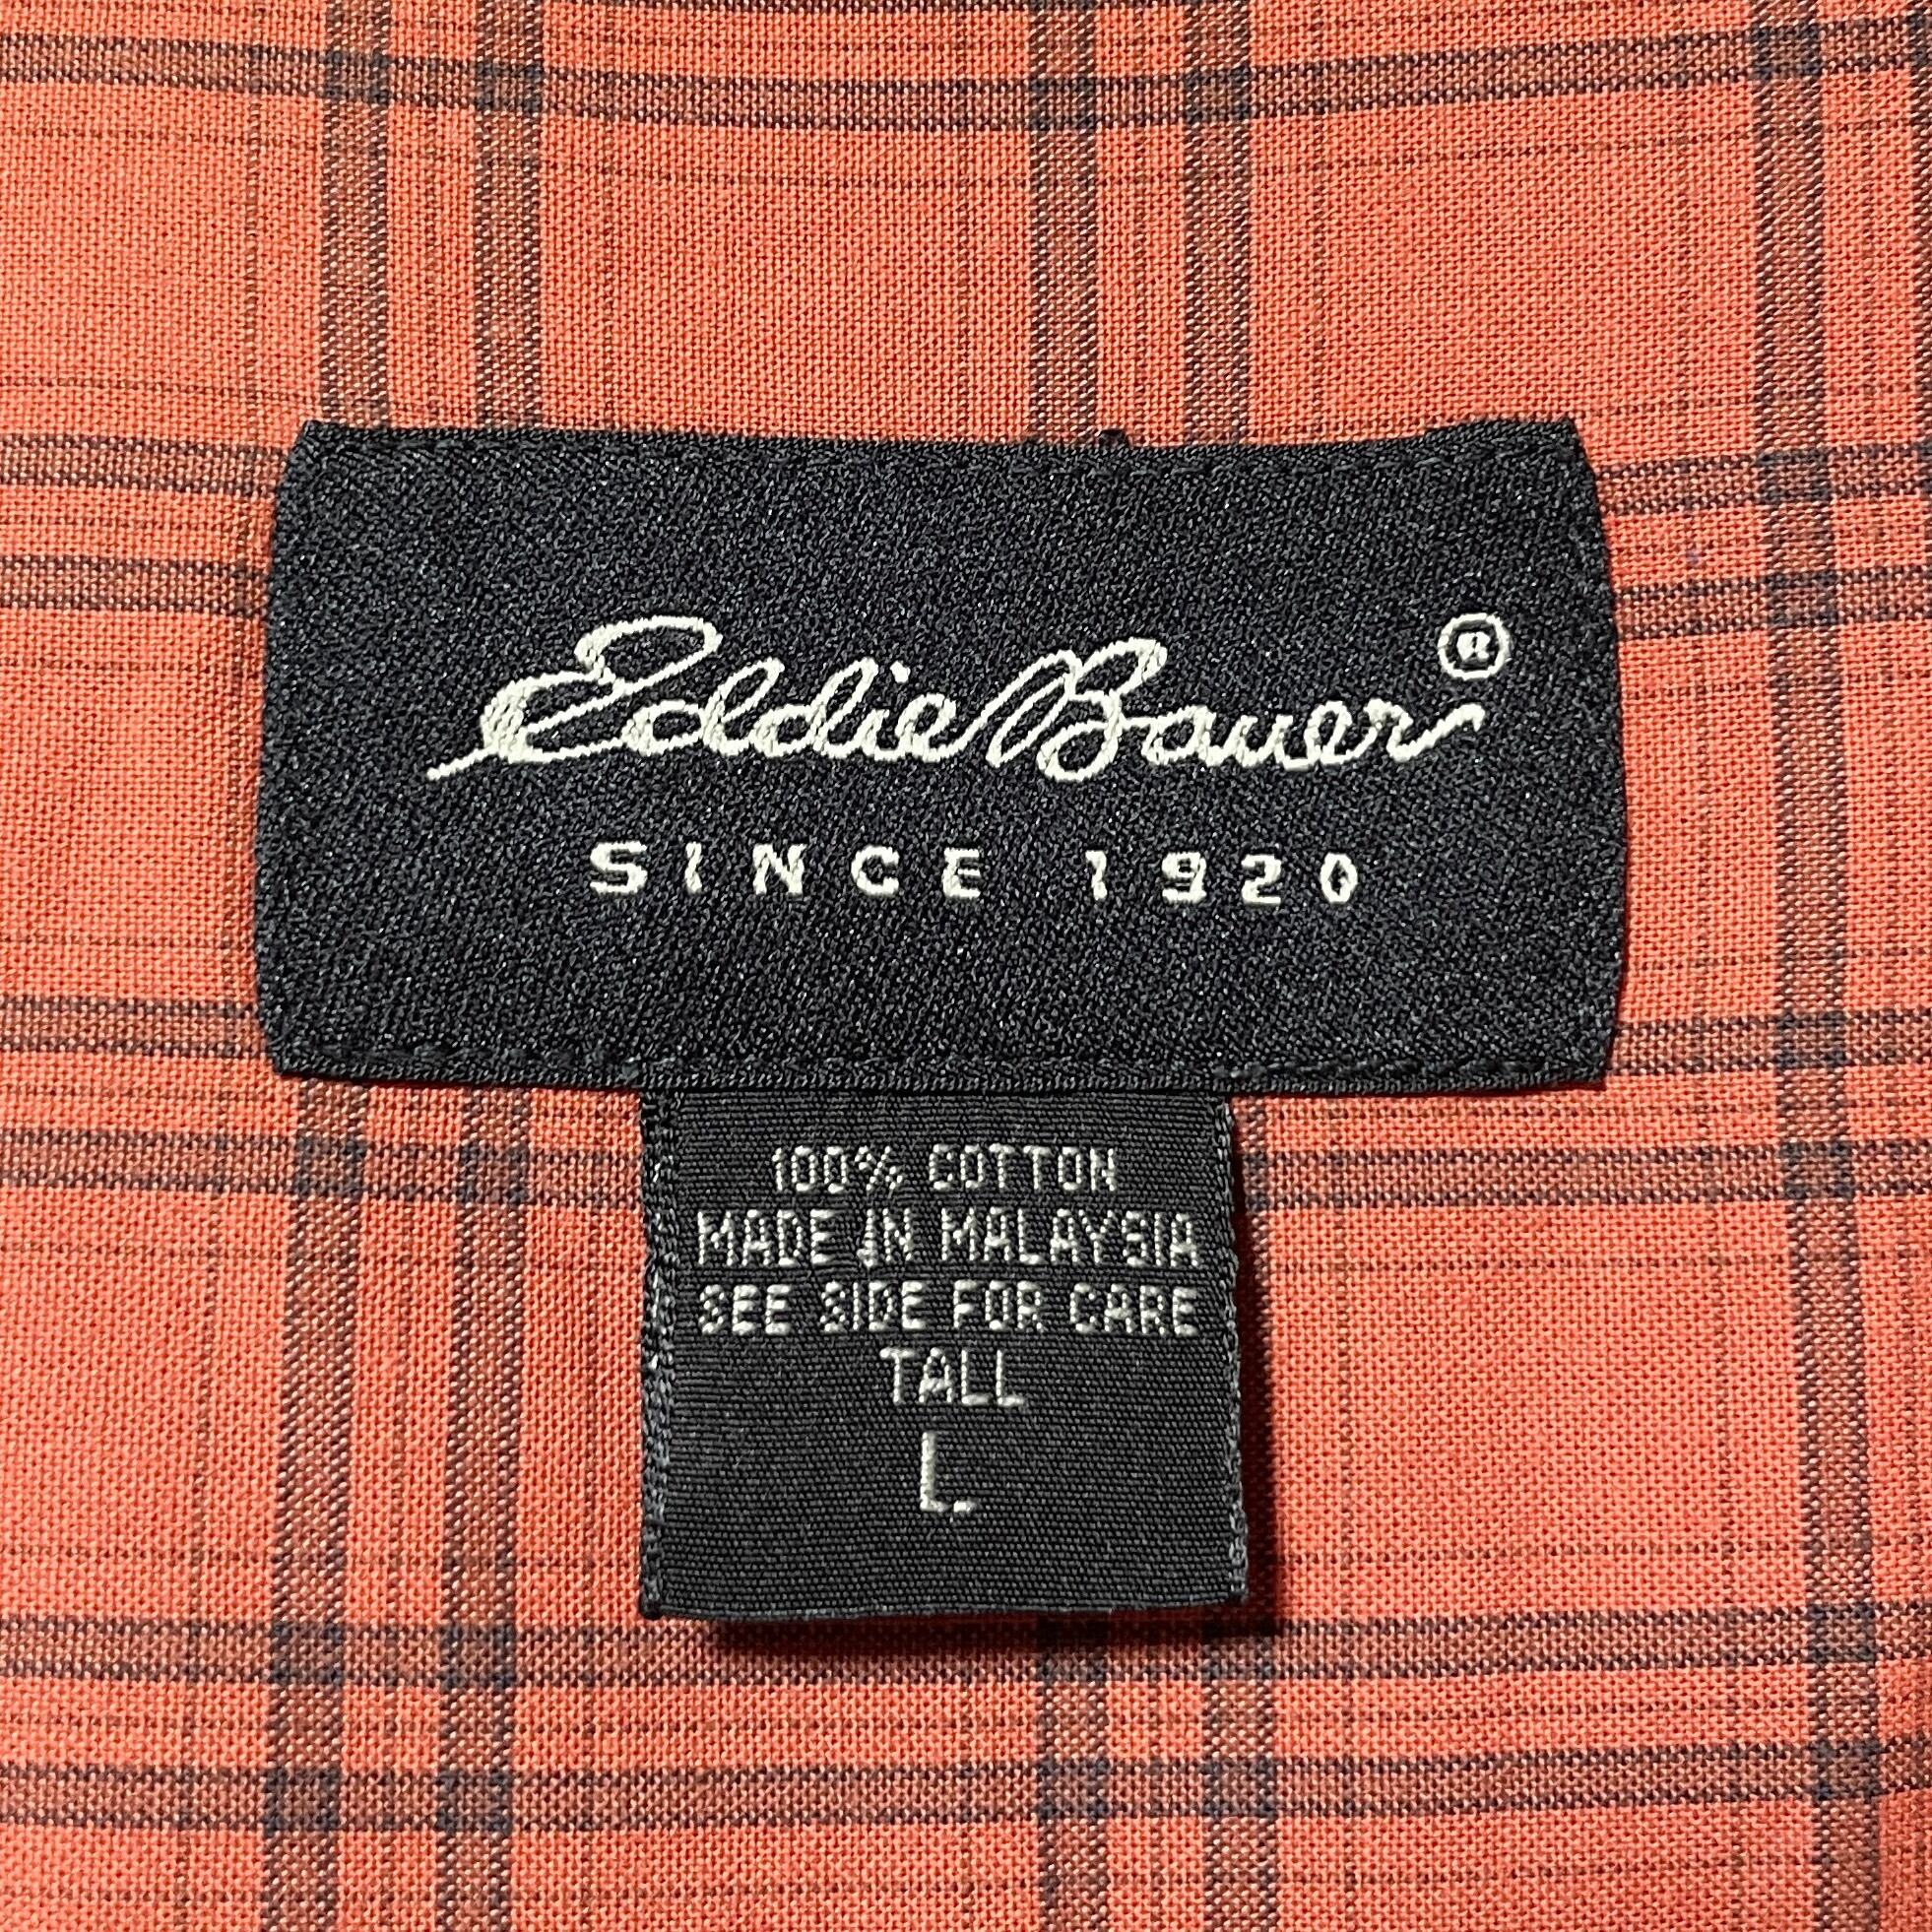 Eddie Bauer®
SINCE 1920
100% COTTON
MADE IN MALAYSIA
SEE SIDE FOR CARE
TALL
L